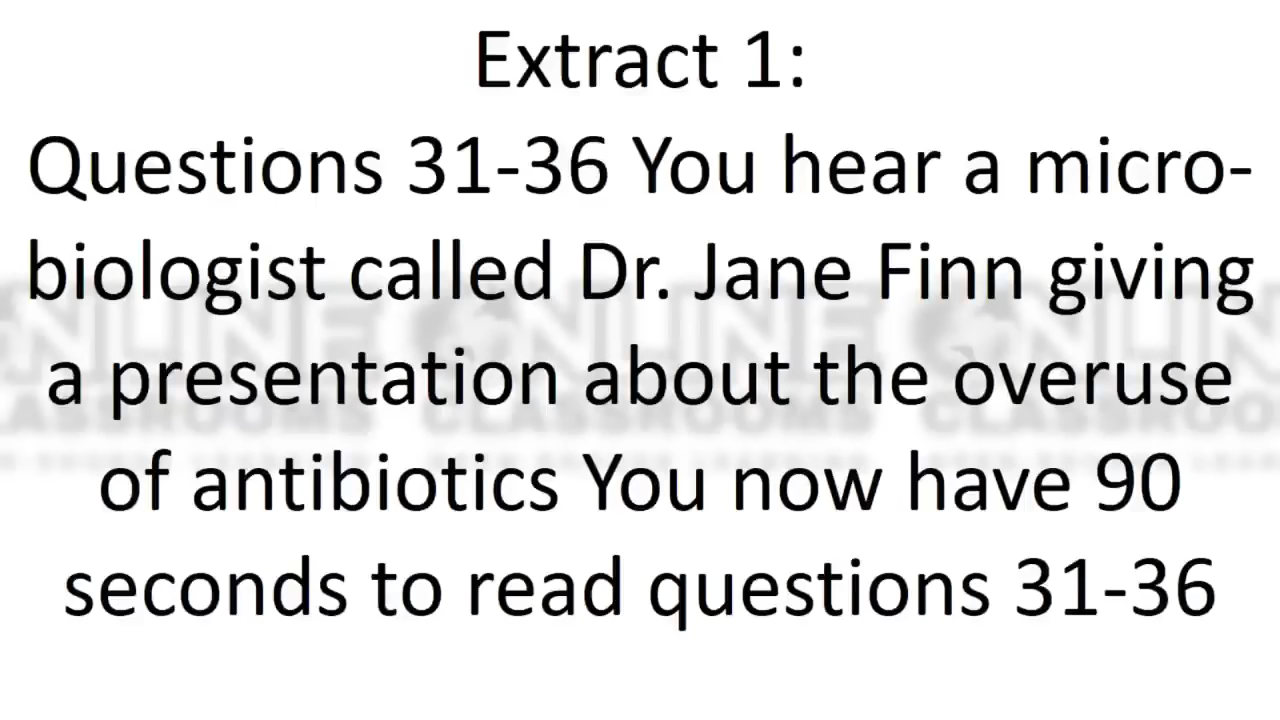 Extract 1:
Questions 31-36 You hear a micro-
biologist called Dr. Jane Finn giving
a presentation about the overuse
of antibiotics You now have 90
seconds to read questions 31-36